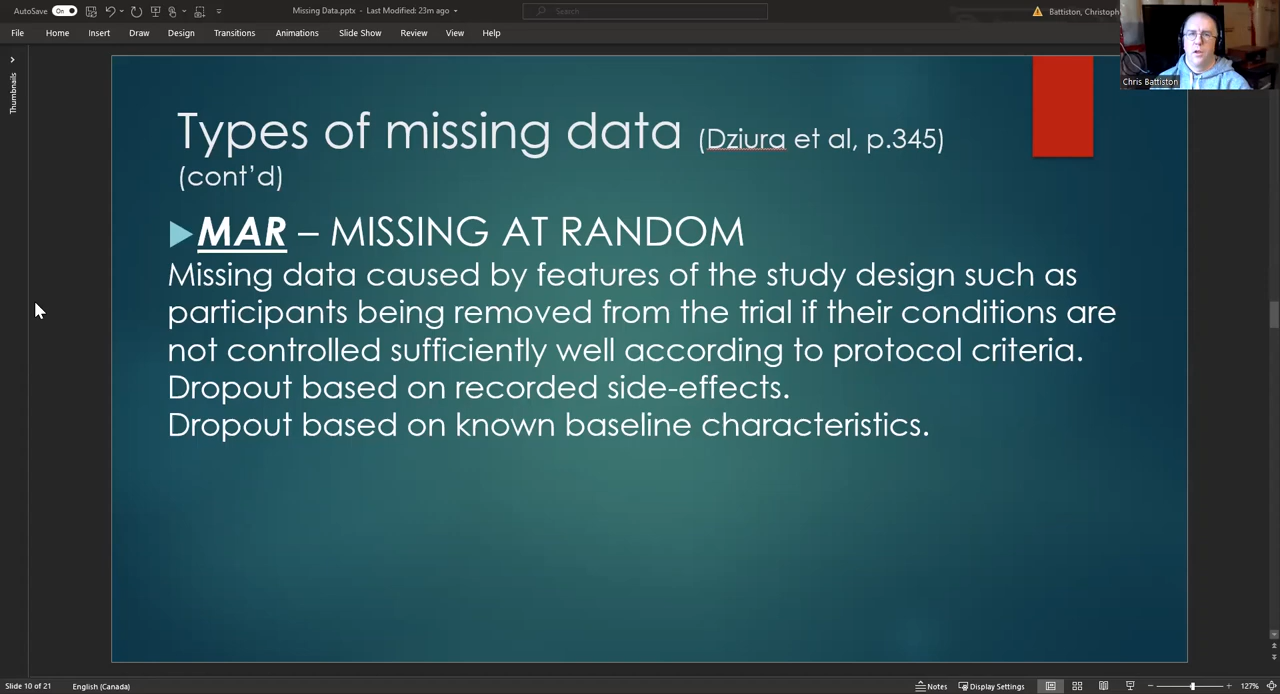 AutoSave On Missing Data.pptx - Last Modified: 23m ago Search Battiston, Christoph
File Home Insert Draw Design Transitions Animations Slide Show Review View Help
Chris Battiston
Thumbnails
Types of missing data (Dziura et al, p.345)
(cont’d)
MAR – MISSING AT RANDOM
Missing data caused by features of the study design such as
participants being removed from the trial if their conditions are
not controlled sufficiently well according to protocol criteria.
Dropout based on recorded side-effects.
Dropout based on known baseline characteristics.
Slide 10 of 21 English (Canada) Notes Display Settings 127%